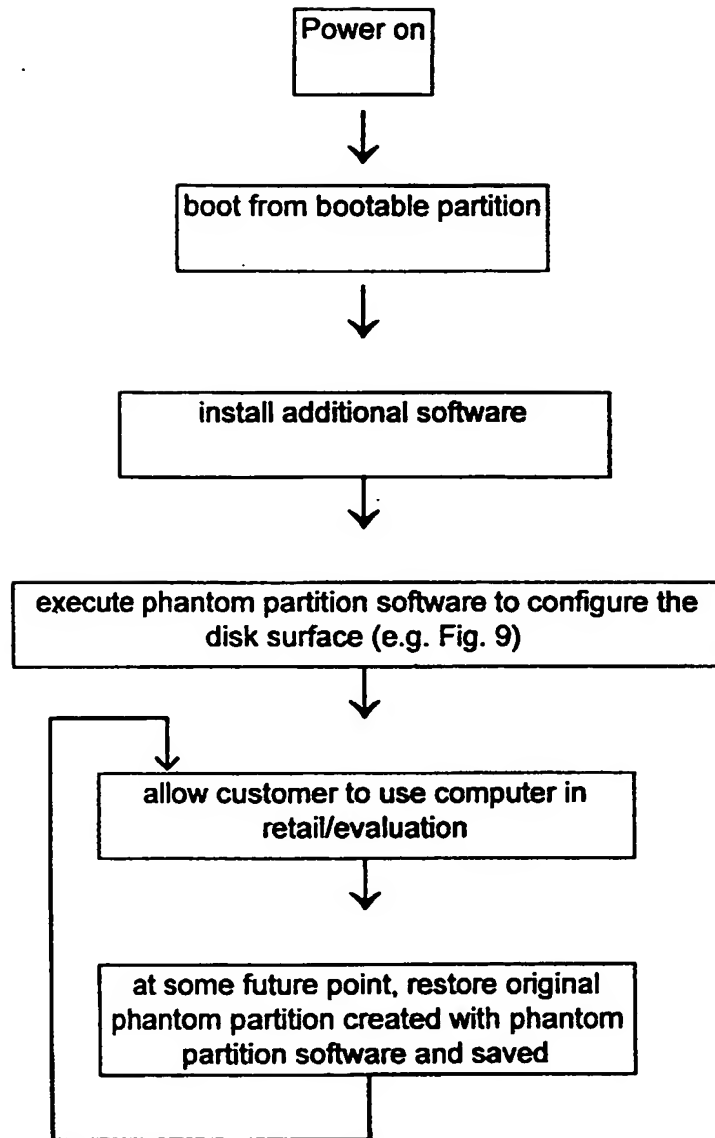 Power on
boot from bootable partition
install additional software
execute phantom partition software to configure the
disk surface (e.g. Fig. 9)
allow customer to use computer in
retail/evaluation
at some future point, restore original
phantom partition created with phantom
partition software and saved